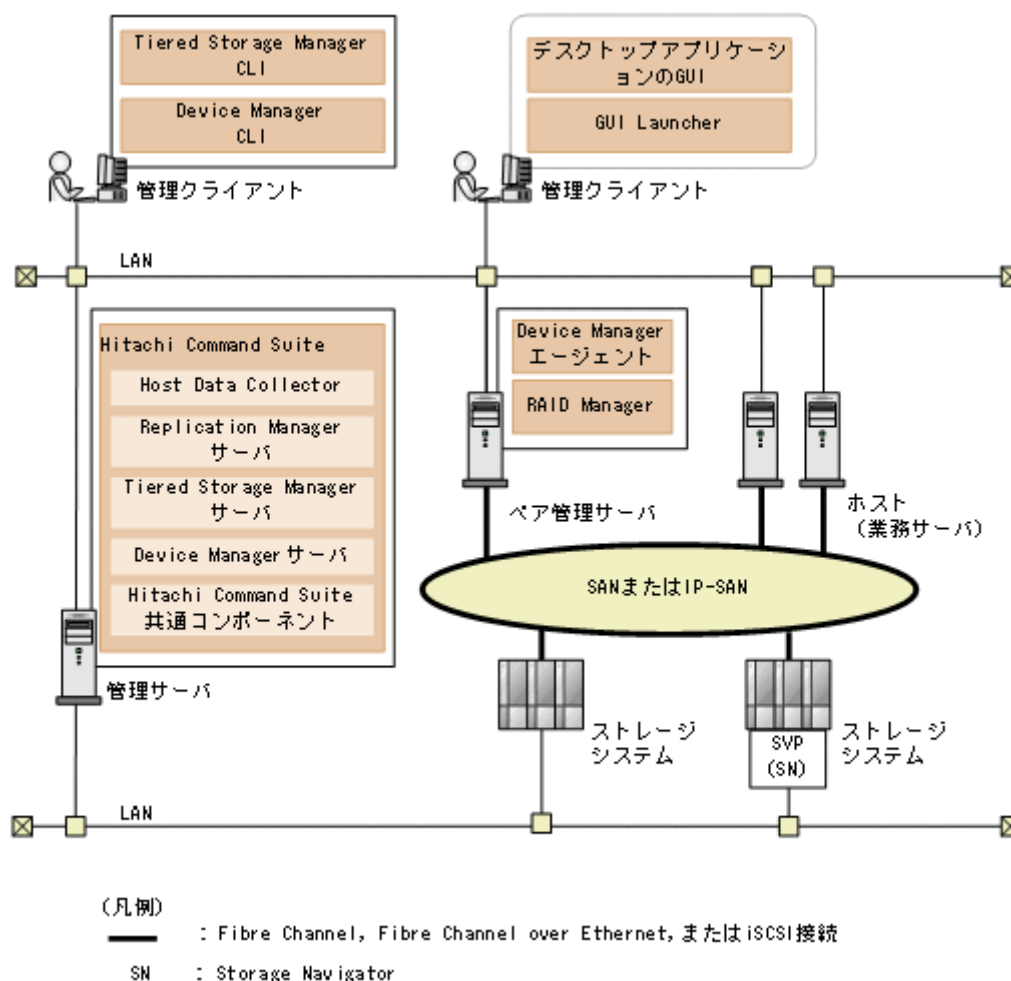 Tiered Storage Manager
CLI
Device Manager
CLI
管理クライアント
デスクトップアプリケーシ
ョンのGUI
GUI Launcher
管理クライアント
LAN
Hitachi Command Suite
Host Data Collector
Replication Manager
サーバ
Tiered Storage Manager
サーバ
Device Manager サーバ
Hitachi Command Suite
共通コンポーネント
管理サーバ
Device Manager
エージェント
RAID Manager
ペア管理サーバ
ホスト
（業務サーバ）
SANまたはIP-SAN
ストレージ
システム
SVP
(SN)
ストレージ
システム
LAN
（凡例）
：Fibre Channel, Fibre Channel over Ethernet,またはiSCSI接続
SN ：Storage Navigator